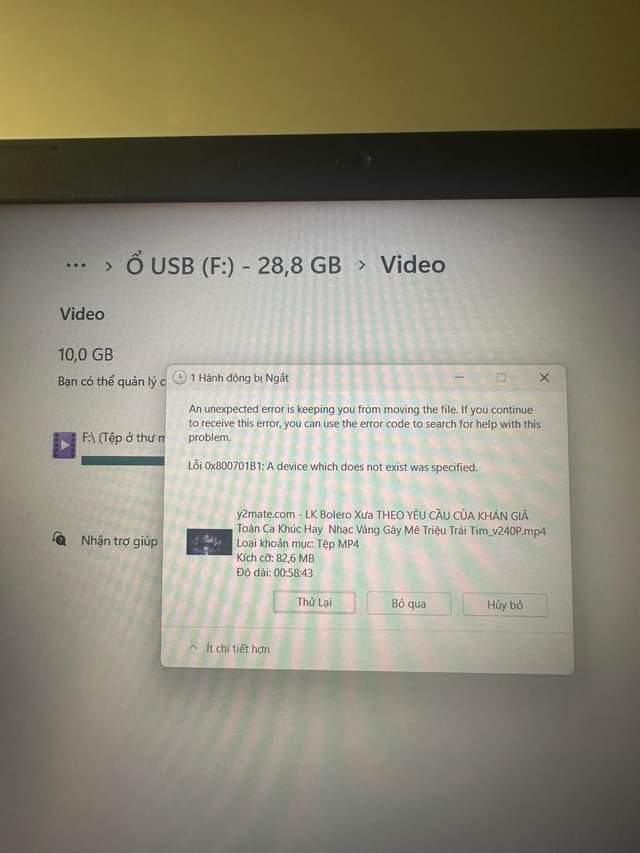 ··· > Ổ USB (F:) - 28,8 GB > Video
Video
10,0 GB
Bạn có thể quản lý c
1 Hành động bị Ngắt
An unexpected error is keeping you from moving the file. If you continue
to receive this error, you can use the error code to search for help with this
problem.
Lỗi 0x800701B1: A device which does not exist was specified.
F:\ (Tệp ở thư m
y2mate.com - LK Bolero Xưa THEO YÊU CẦU CỦA KHÁN GIẢ
Toàn Ca Khúc Hay Nhạc Vàng Gây Mê Triệu Trái Tim_v240P.mp4
Loại khoản mục: Tệp MP4
Kích cỡ: 82,6 MB
Độ dài: 00:58:43
Nhận trợ giúp
Thử Lại
Bỏ qua
Hủy bỏ
Ít chi tiết hơn